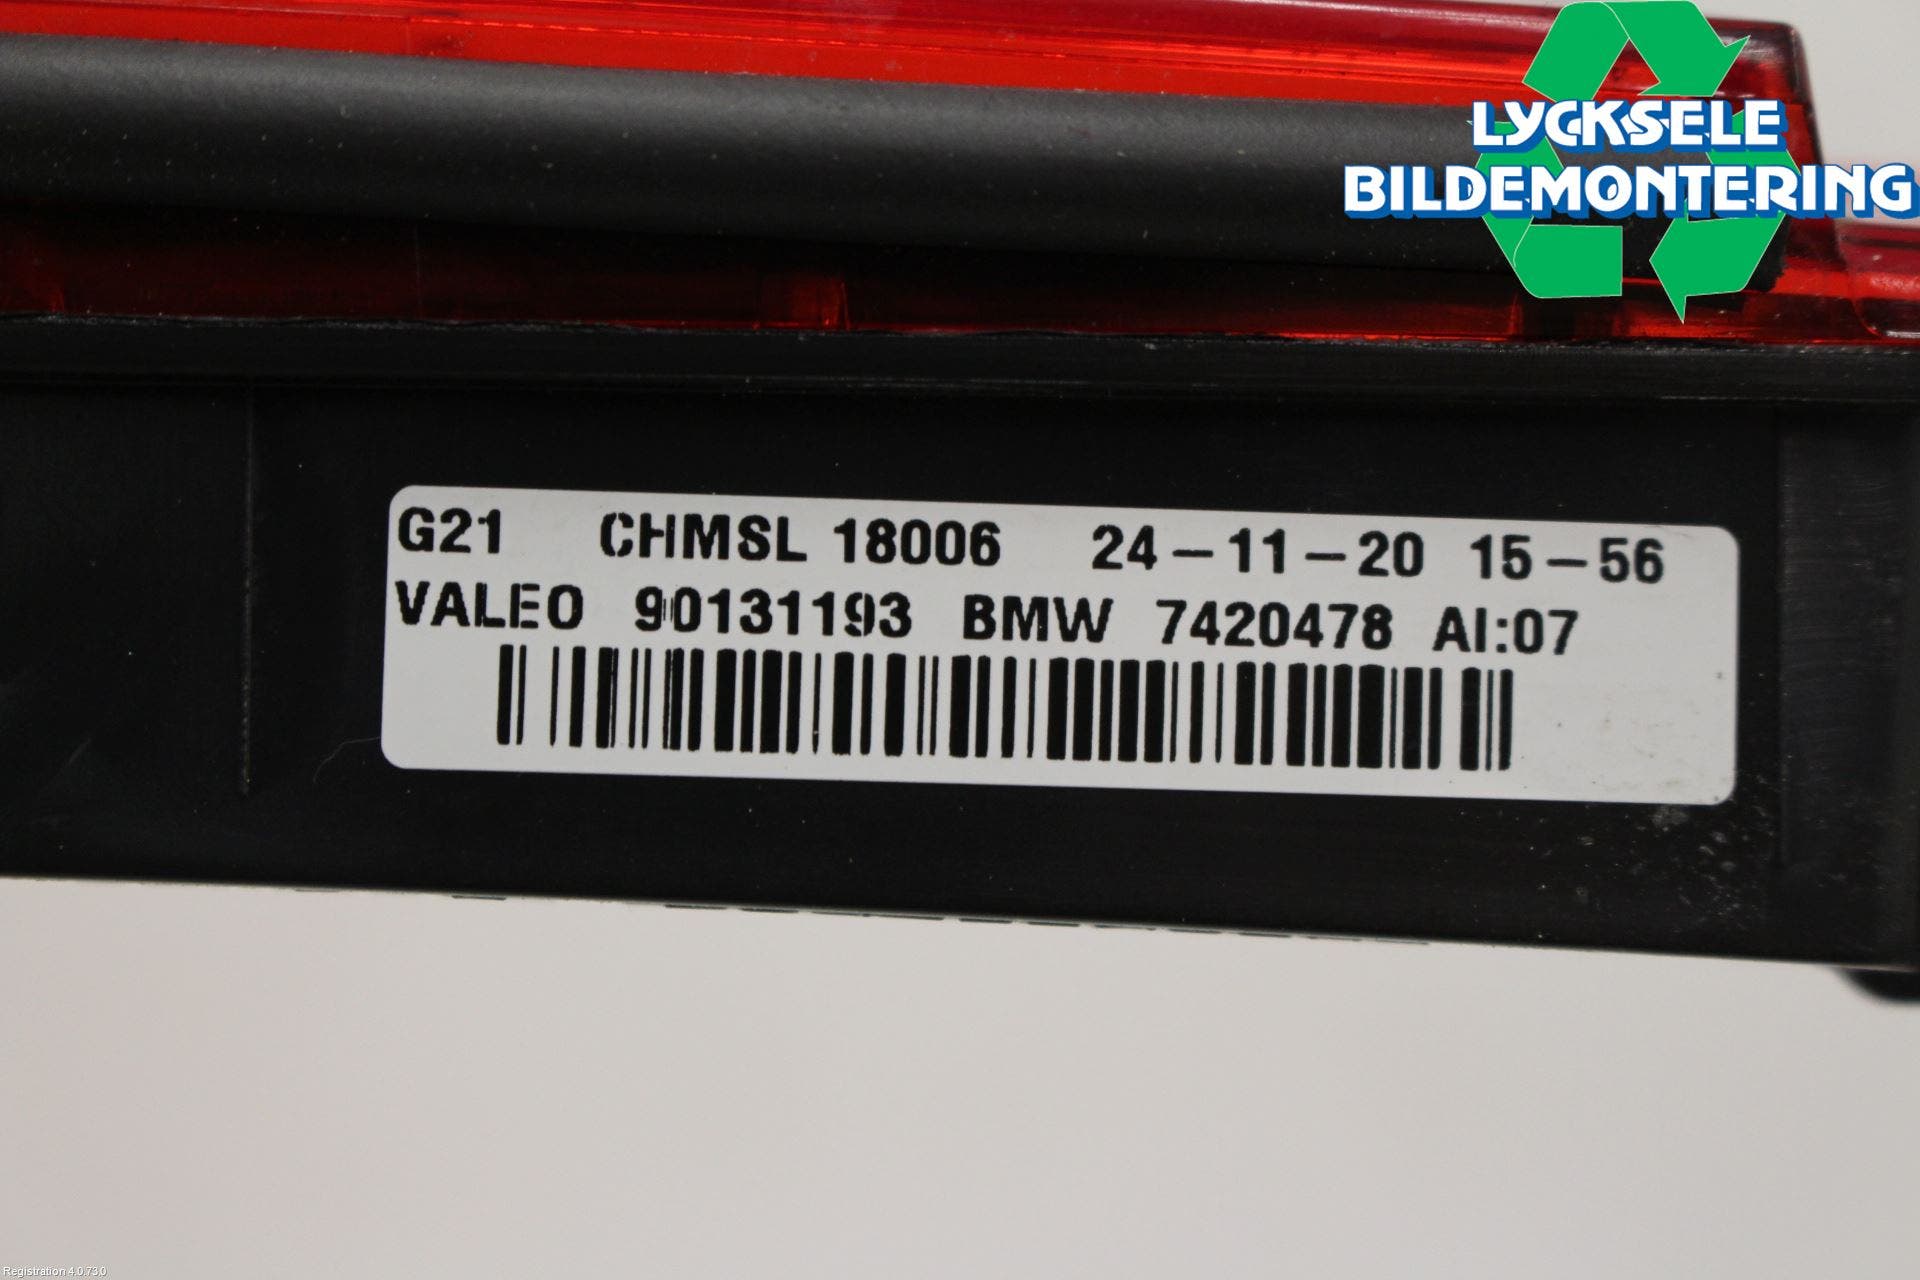 LYCKSELE
BILDEMONTERING
G21 CHMSL 18006 24-11-20 15-56
VALEO 90131193 BMW 7420478 AI:07
Registration 4.0.73.0